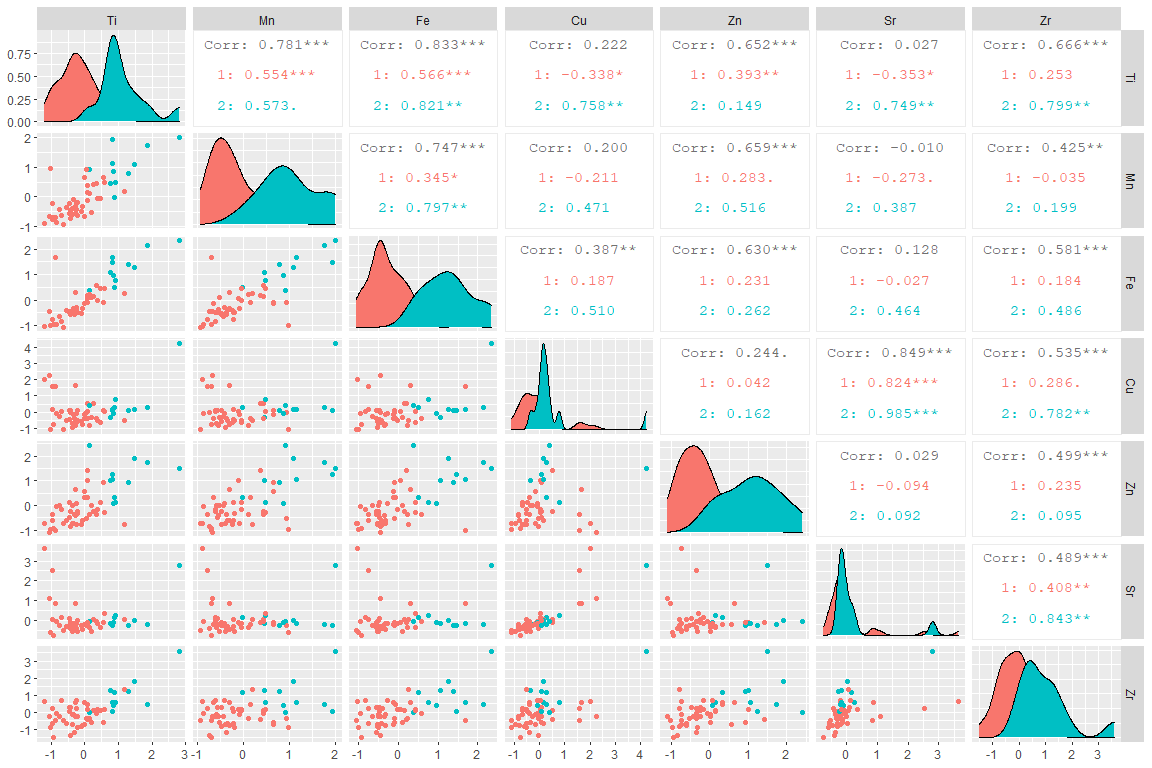 Ti Mn Fe Cu Zn Sr Zr
0.75
0.50
0.25
0.00
Corr: 0.781*** Corr: 0.833*** Corr: 0.222 Corr: 0.652*** Corr: 0.027 Corr: 0.666***
1: 0.554*** 1: 0.566*** 1: -0.338* 1: 0.393** 1: -0.353* 1: 0.253
2: 0.573. 2: 0.821** 2: 0.758** 2: 0.149 2: 0.749** 2: 0.799**
Ti
2
1
0
-1
Corr: 0.747*** Corr: 0.200 Corr: 0.659*** Corr: -0.010 Corr: 0.425**
1: 0.345* 1: -0.211 1: 0.283. 1: -0.273. 1: -0.035
2: 0.797** 2: 0.471 2: 0.516 2: 0.387 2: 0.199
Mn
2
1
0
-1
Corr: 0.387** Corr: 0.630*** Corr: 0.128 Corr: 0.581***
1: 0.187 1: 0.231 1: -0.027 1: 0.184
2: 0.510 2: 0.262 2: 0.464 2: 0.486
Fe
4
3
2
1
0
-1
Corr: 0.244. Corr: 0.849*** Corr: 0.535***
1: 0.042 1: 0.824*** 1: 0.286.
2: 0.162 2: 0.985*** 2: 0.782**
Cu
2
1
0
-1
Corr: 0.029 Corr: 0.499***
1: -0.094 1: 0.235
2: 0.092 2: 0.095
Zn
3
2
1
0
Corr: 0.489***
1: 0.408**
2: 0.843**
Sr
3
2
1
0
-1
Zr
-1 0 1 2 3 -1 0 1 2 -1 0 1 2 -1 0 1 2 3 4 -1 0 1 2 0 1 2 3 -1 0 1 2 3